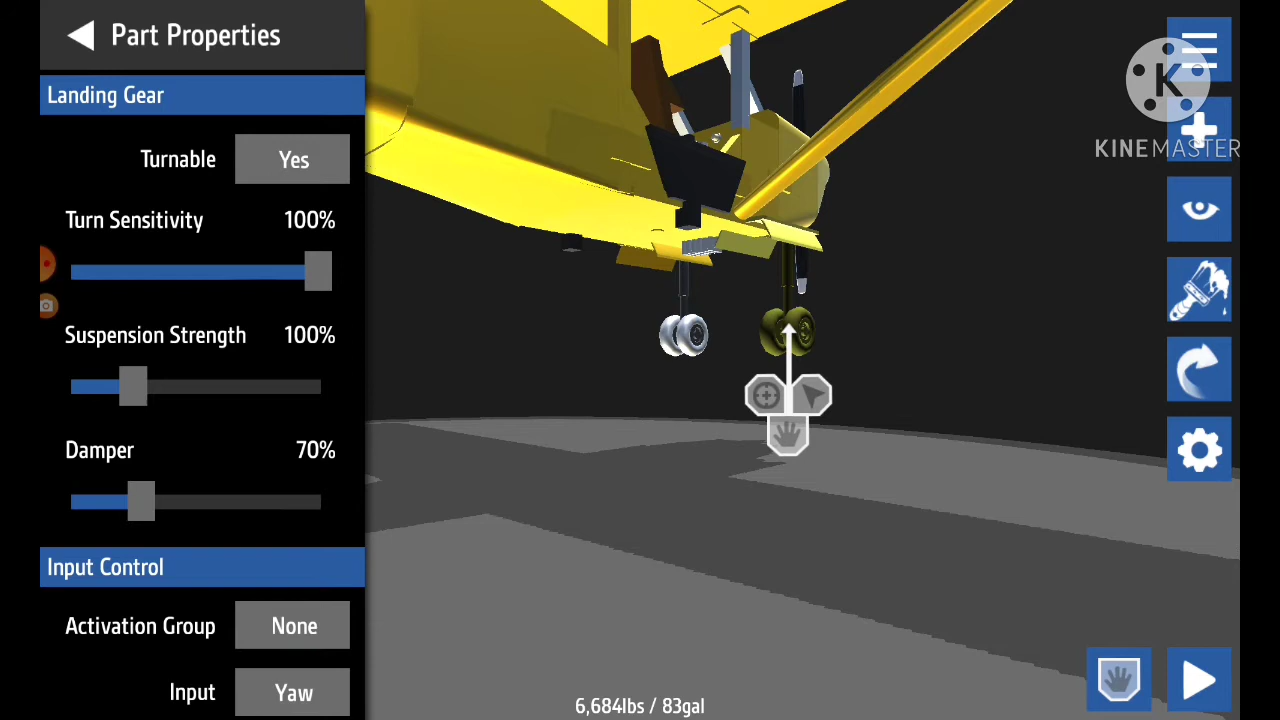 Part Properties
Landing Gear
Turnable Yes
Turn Sensitivity 100%
Suspension Strength 100%
Damper 70%
Input Control
Activation Group None
Input Yaw
6,684lbs / 83gal
K
KINEMASTER